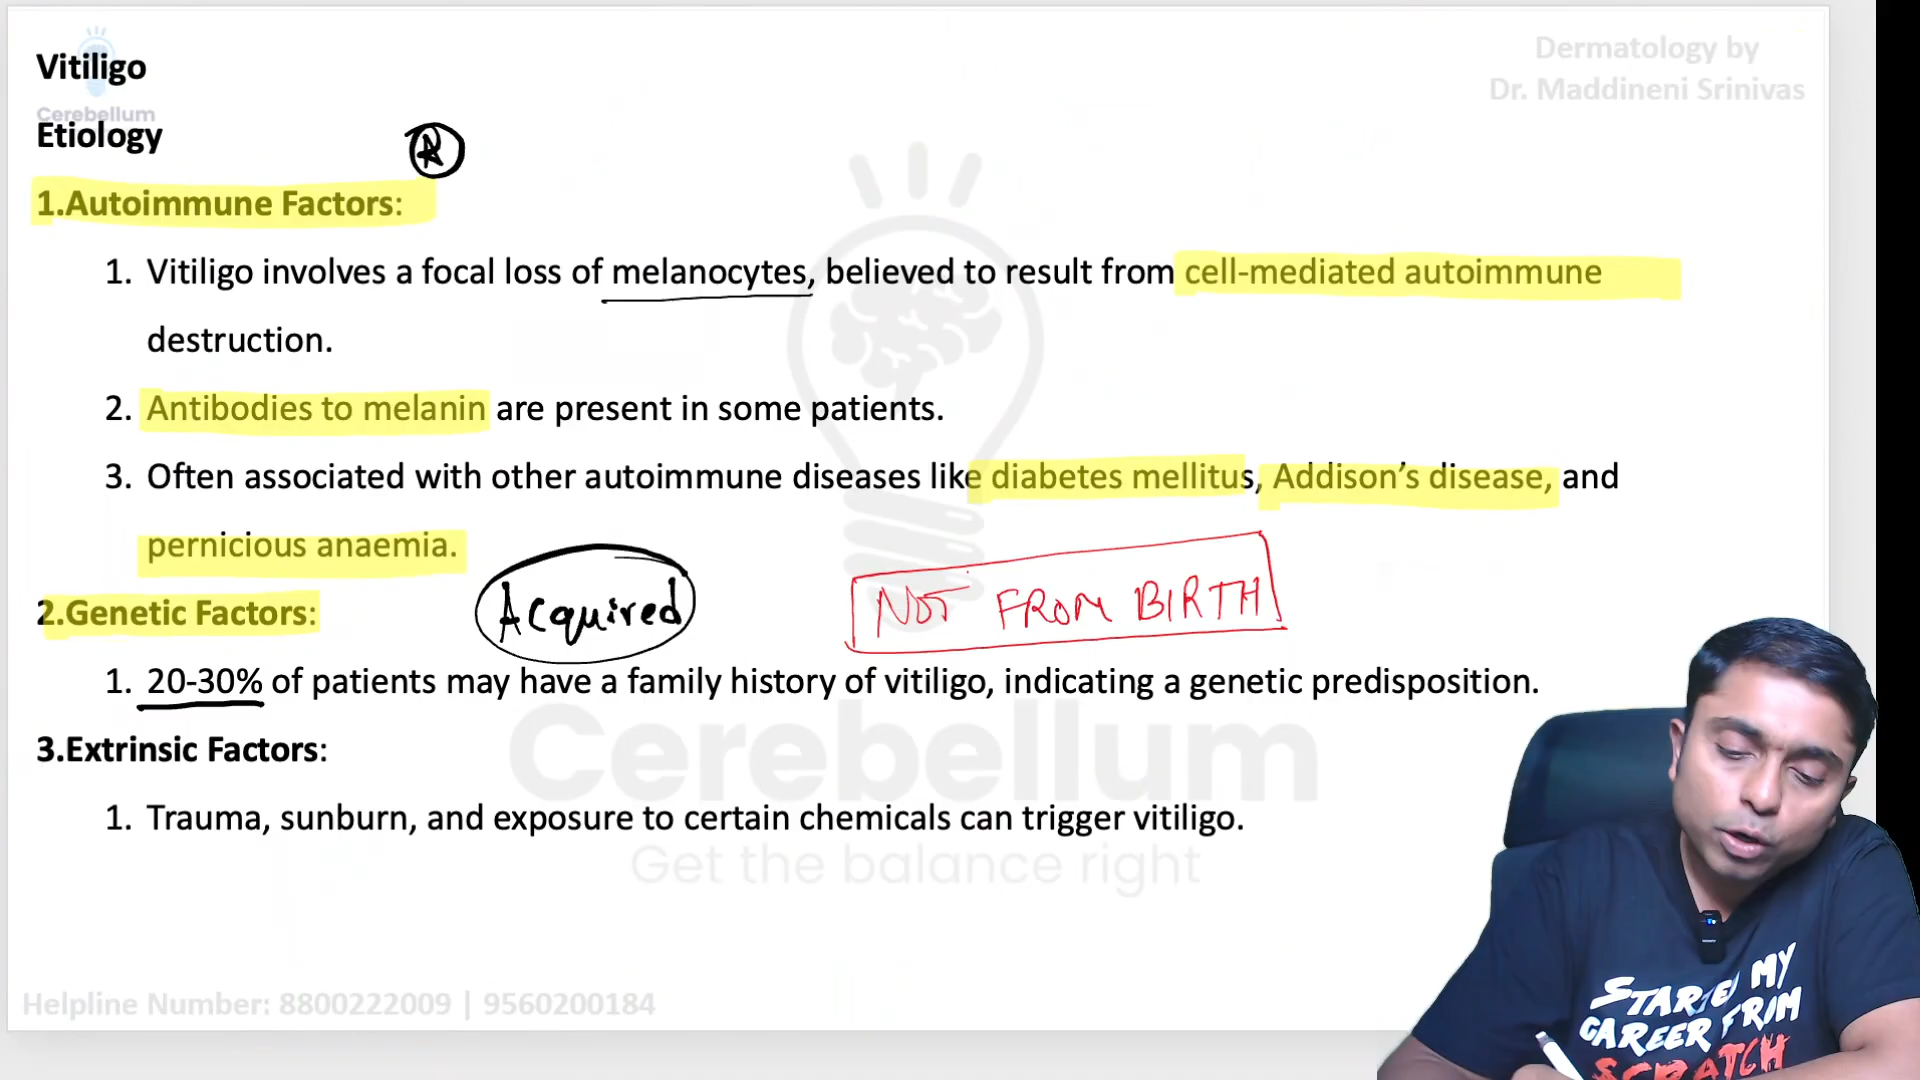 Vitiligo
Cerebellum
Dermatology by
Dr. Maddineni Srinivas
Etiology
1.Autoimmune Factors:
1. Vitiligo involves a focal loss of melanocytes, believed to result from cell-mediated autoimmune
destruction.
2. Antibodies to melanin are present in some patients.
3. Often associated with other autoimmune diseases like diabetes mellitus, Addison’s disease, and
pernicious anaemia.
Acquired
NOT FROM BIRTH
2.Genetic Factors:
1. 20-30% of patients may have a family history of vitiligo, indicating a genetic predisposition.
3.Extrinsic Factors:
Cerebellum
1. Trauma, sunburn, and exposure to certain chemicals can trigger vitiligo.
Get the balance right
Helpline Number: 8800222009 | 9560200184
STARTED MY
CAREER FROM
SCRATCH